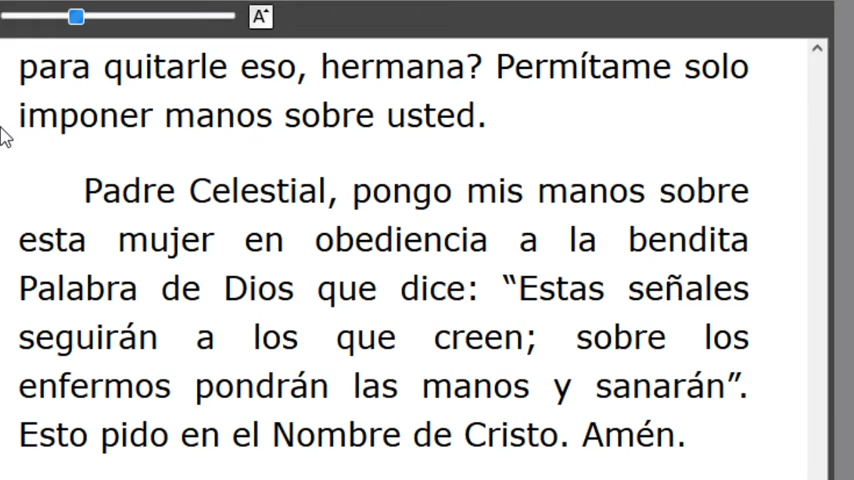 A
para quitarle eso, hermana? Permítame solo
imponer manos sobre usted.
Padre Celestial, pongo mis manos sobre
esta mujer en obediencia a la bendita
Palabra de Dios que dice: “Estas señales
seguirán a los que creen; sobre los
enfermos pondrán las manos y sanarán”.
Esto pido en el Nombre de Cristo. Amén.